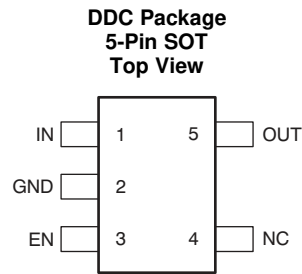 DDC Package
5-Pin SOT
Top View
IN 1 5 OUT
GND 2
EN 3 4 NC